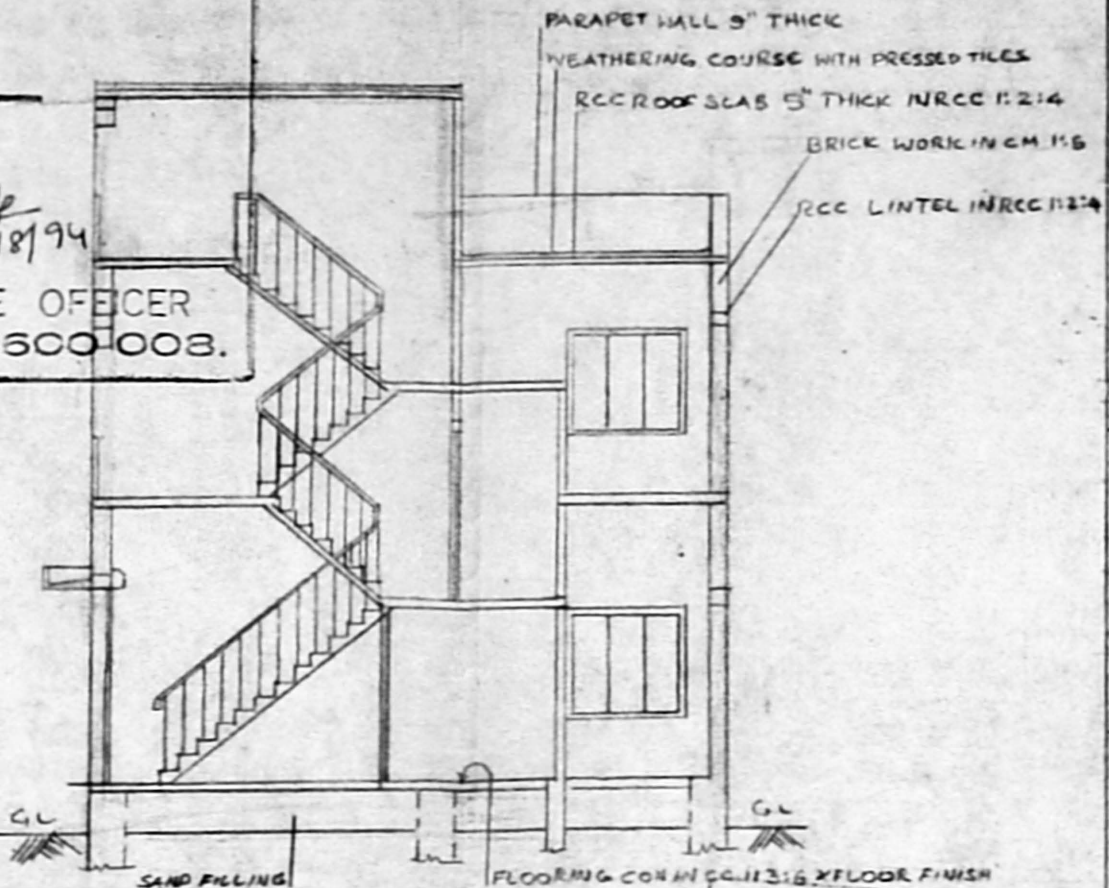 PARAPET WALL 9" THICK
WEATHERING COURSE WITH PRESSED TILES
RCC ROOF SLAB 5" THICK IN RCC 1:2:4
BRICK WORK IN CM 1:6
RCC LINTEL IN RCC 1:2:4
8/94
OFFICER
600 008.
GL
GL
SAND FILLING
FLOORING CON IN CC 1:3:6 & FLOOR FINISH